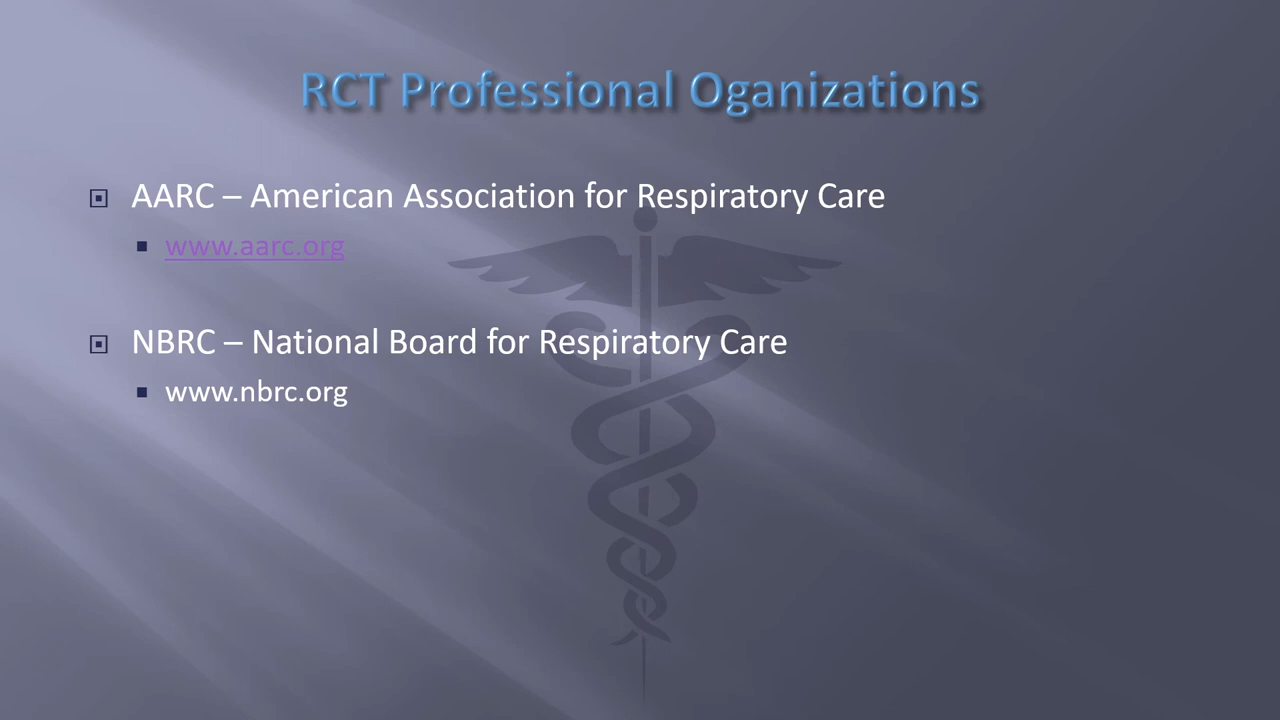 RCT Professional Oganizations
AARC – American Association for Respiratory Care
www.aarc.org
NBRC – National Board for Respiratory Care
www.nbrc.org